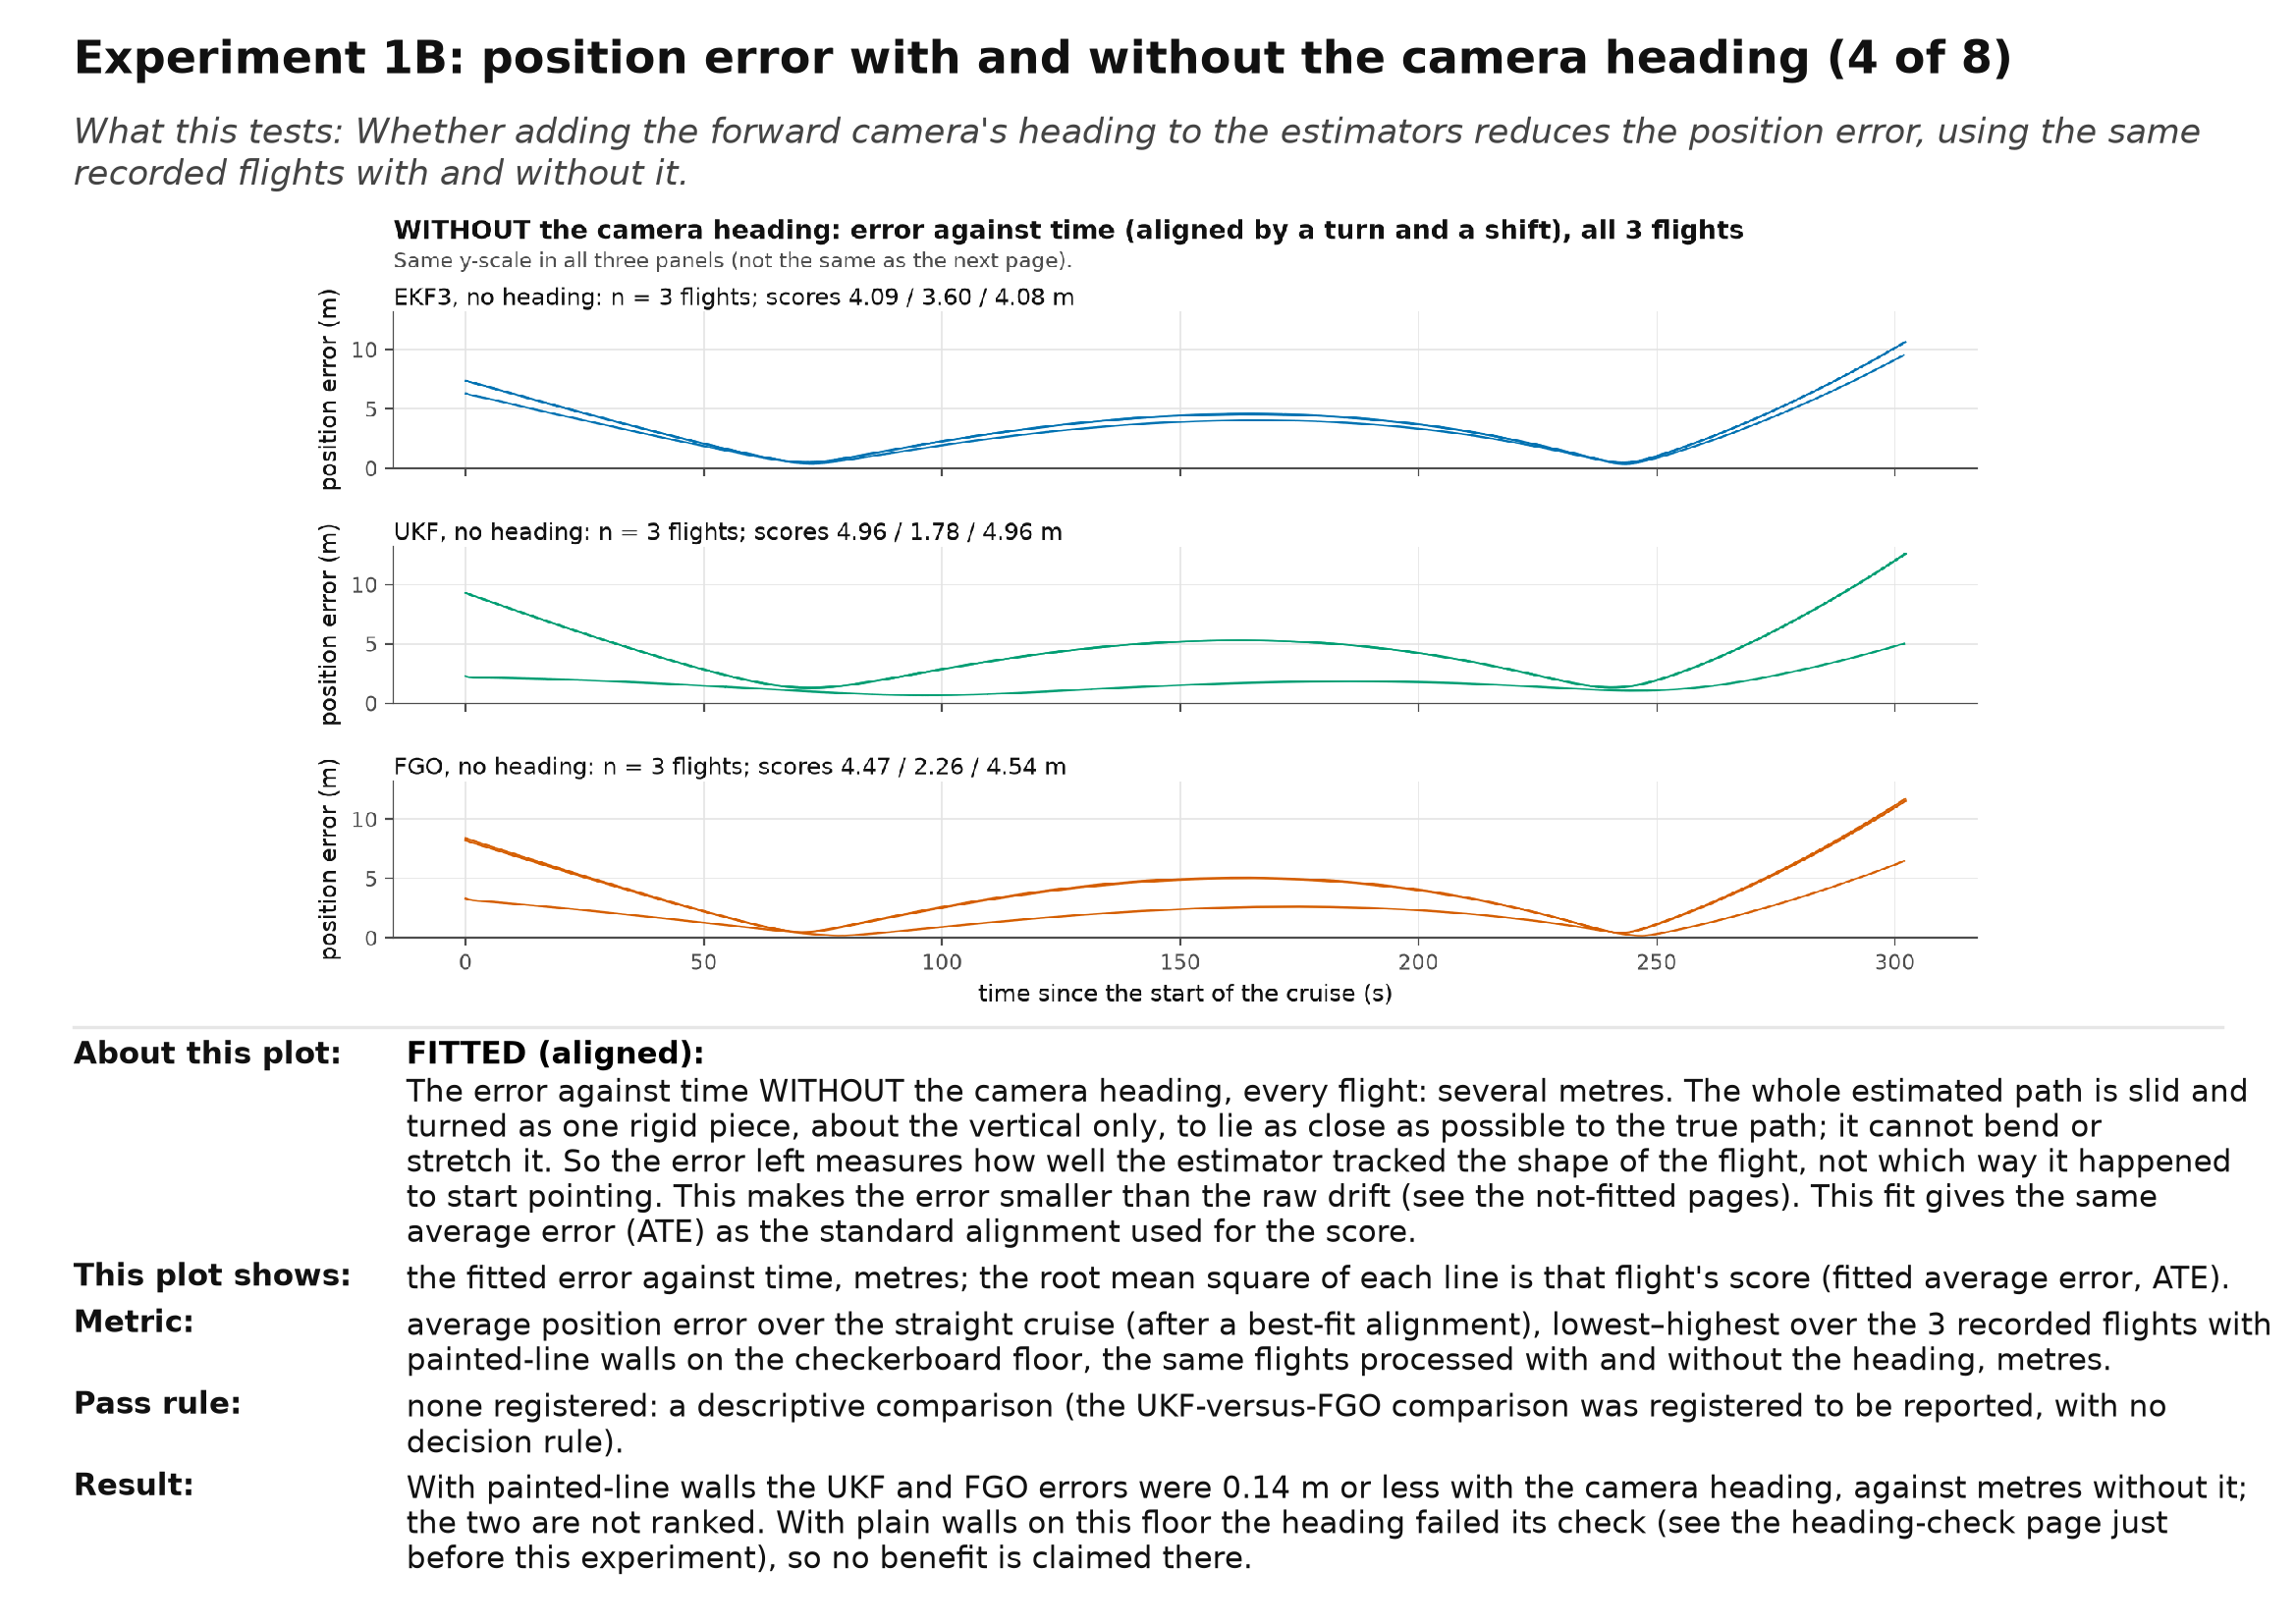 Experiment 1B: position error with and without the camera heading (4 of 8)
What this tests: Whether adding the forward camera's heading to the estimators reduces the position error, using the same
recorded flights with and without it.
WITHOUT the camera heading: error against time (aligned by a turn and a shift), all 3 flights
Same y-scale in all three panels (not the same as the next page).
EKF3, no heading: n = 3 flights; scores 4.09 / 3.60 / 4.08 m
position error (m)
10
5
0
UKF, no heading: n = 3 flights; scores 4.96 / 1.78 / 4.96 m
position error (m)
10
5
0
FGO, no heading: n = 3 flights; scores 4.47 / 2.26 / 4.54 m
position error (m)
10
5
0
0 50 100 150 200 250 300
time since the start of the cruise (s)
About this plot: FITTED (aligned):
The error against time WITHOUT the camera heading, every flight: several metres. The whole estimated path is slid and
turned as one rigid piece, about the vertical only, to lie as close as possible to the true path; it cannot bend or
stretch it. So the error left measures how well the estimator tracked the shape of the flight, not which way it happened
to start pointing. This makes the error smaller than the raw drift (see the not-fitted pages). This fit gives the same
average error (ATE) as the standard alignment used for the score.
This plot shows: the fitted error against time, metres; the root mean square of each line is that flight's score (fitted average error, ATE).
Metric: average position error over the straight cruise (after a best-fit alignment), lowest–highest over the 3 recorded flights with
painted-line walls on the checkerboard floor, the same flights processed with and without the heading, metres.
Pass rule: none registered: a descriptive comparison (the UKF-versus-FGO comparison was registered to be reported, with no
decision rule).
Result: With painted-line walls the UKF and FGO errors were 0.14 m or less with the camera heading, against metres without it;
the two are not ranked. With plain walls on this floor the heading failed its check (see the heading-check page just
before this experiment), so no benefit is claimed there.